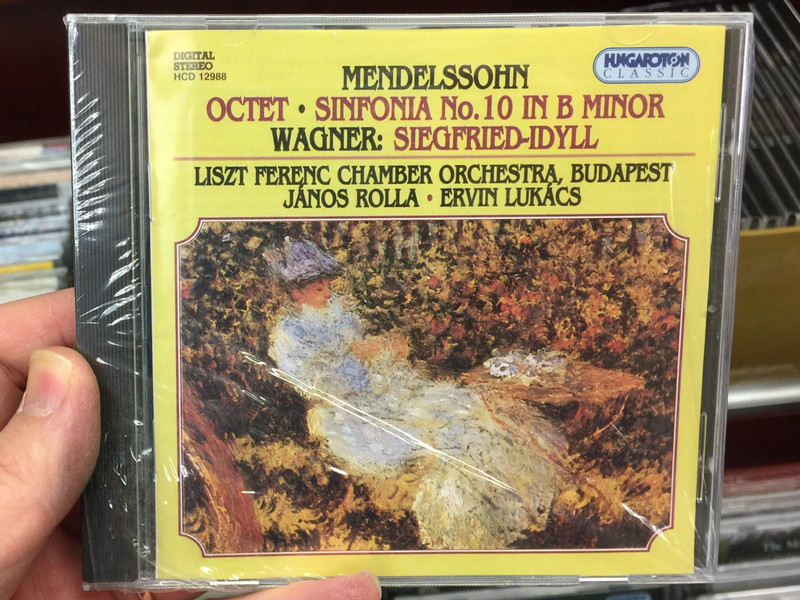 DIGITAL
STEREO
HCD 12988
HUNGAROTON
CLASSIC
MENDELSSOHN
OCTET • SINFONIA No. 10 IN B MINOR
WAGNER: SIEGFRIED-IDYLL
LISZT FERENC CHAMBER ORCHESTRA, BUDAPEST
JÁNOS ROLLA • ERVIN LUKÁCS